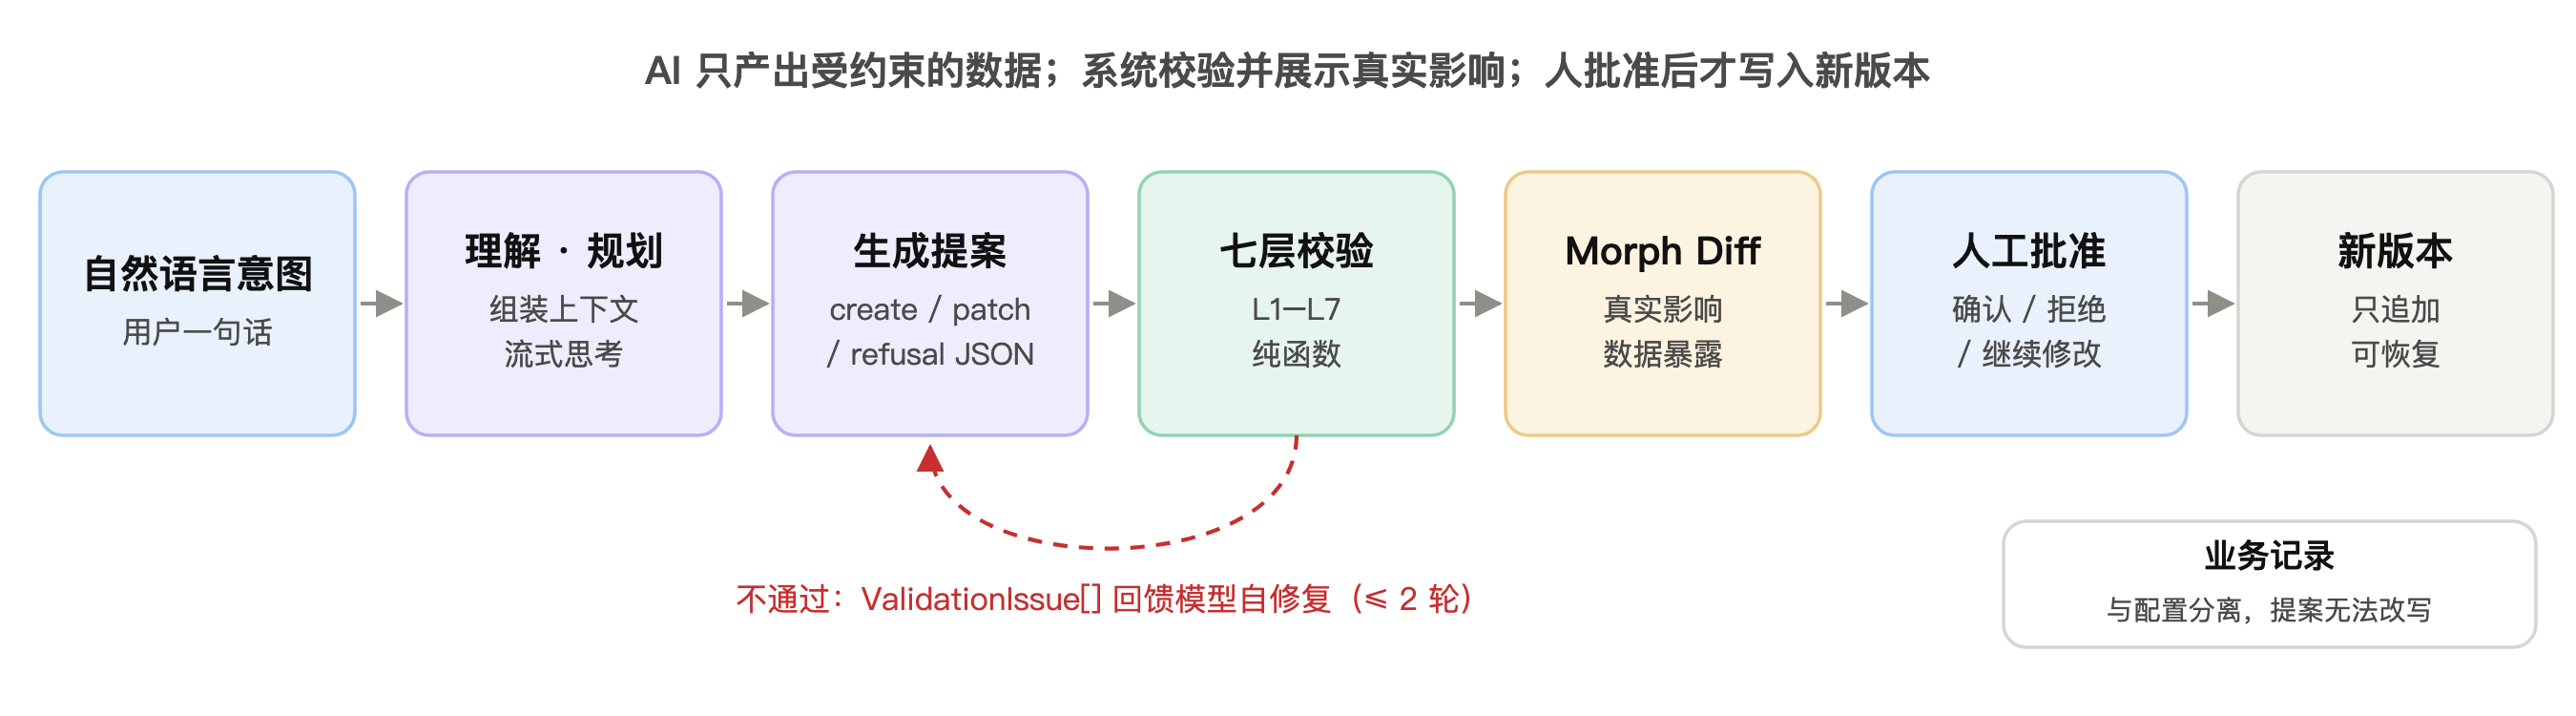 AI 只产出受约束的数据；系统校验并展示真实影响；人批准后才写入新版本
自然语言意图
用户一句话
理解 · 规划
组装上下文
流式思考
生成提案
create / patch
/ refusal JSON
七层校验
L1—L7
纯函数
Morph Diff
真实影响
数据暴露
人工批准
确认 / 拒绝
/ 继续修改
新版本
只追加
可恢复
不通过：ValidationIssue[] 回馈模型自修复（≤ 2 轮）
业务记录
与配置分离，提案无法改写